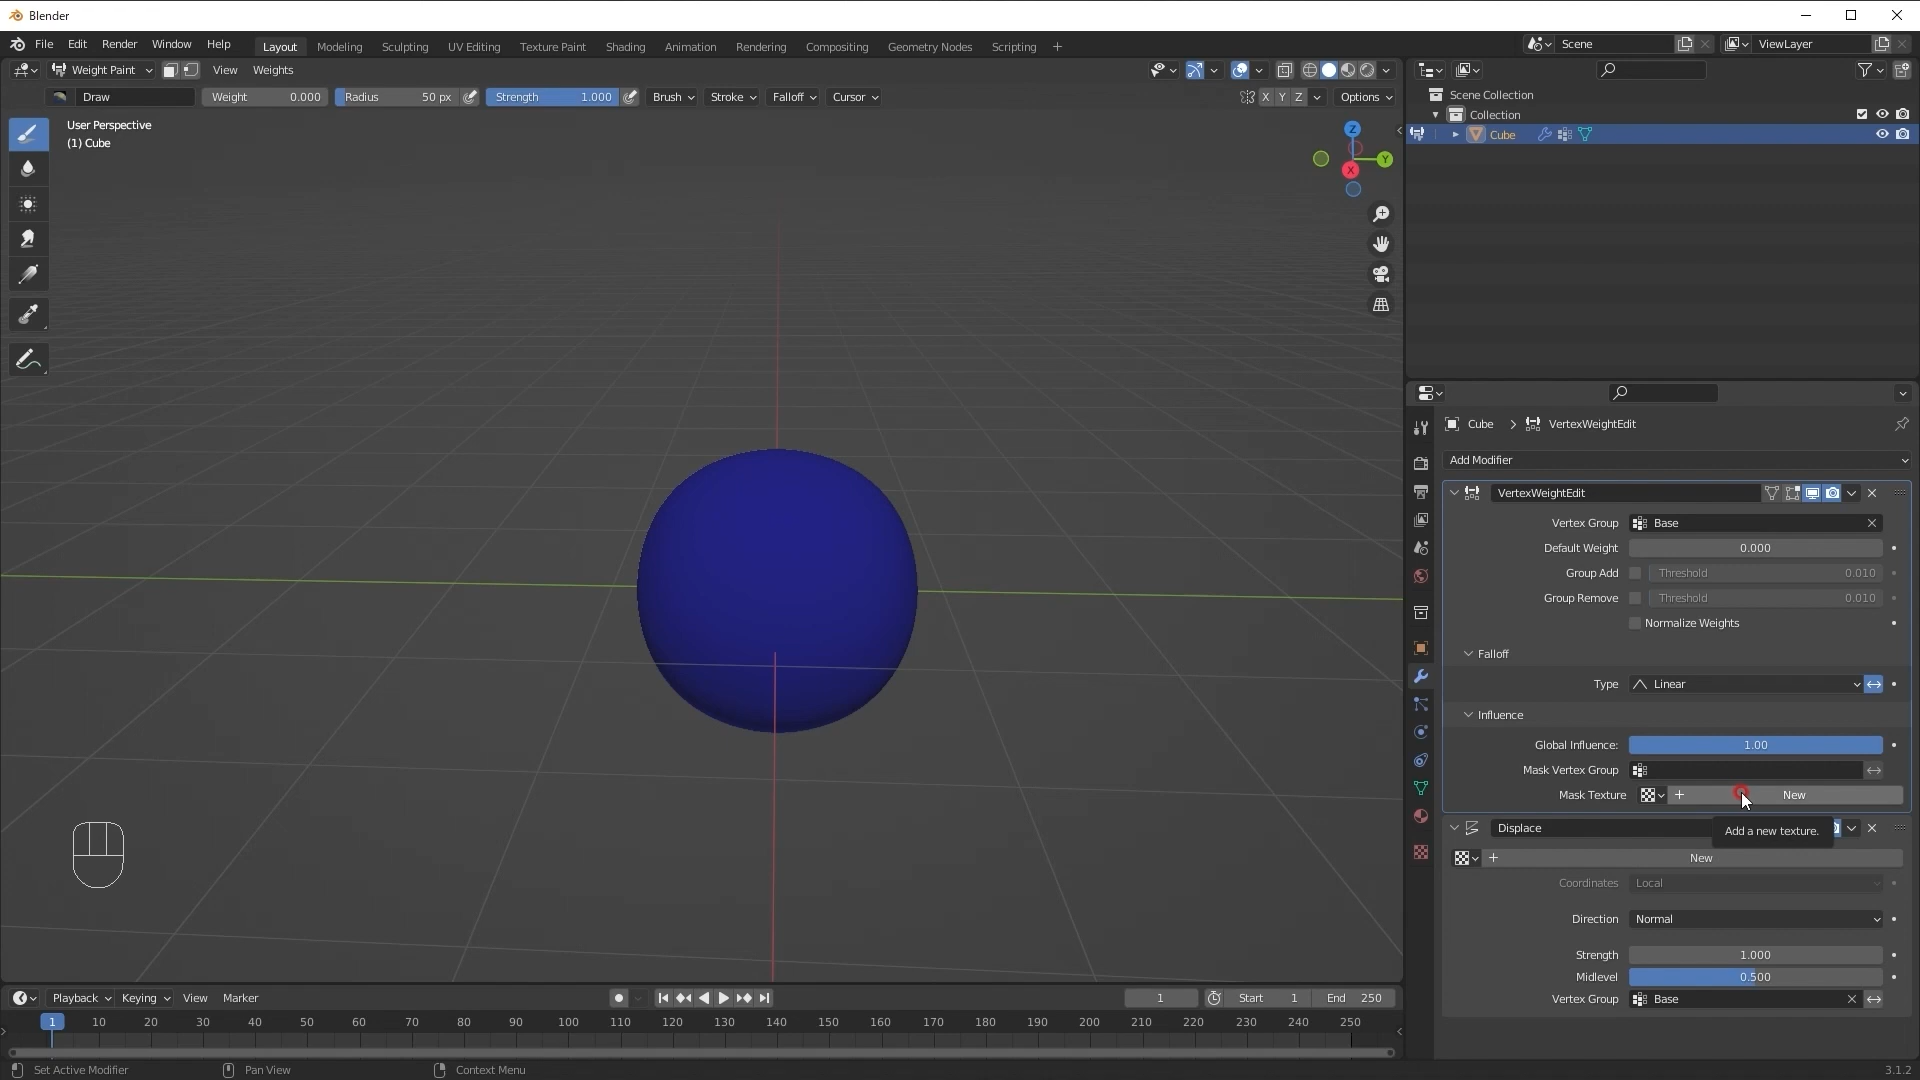 Blender
File Edit Render Window Help
Layout Modeling Sculpting UV Editing Texture Paint Shading Animation Rendering Compositing Geometry Nodes Scripting +
Scene
ViewLayer
Weight Paint View Weights
Draw Weight 0.000 Radius 50 px Strength 1.000 Brush Stroke Falloff Cursor
X Y Z Options
User Perspective
(1) Cube
Z
Y
X
Scene Collection
Collection
Cube
Cube > VertexWeightEdit
Add Modifier
VertexWeightEdit
Vertex Group Base
Default Weight 0.000
Group Add Threshold 0.010
Group Remove Threshold 0.010
Normalize Weights
Falloff
Type Linear
Influence
Global Influence: 1.00
Mask Vertex Group
Mask Texture + New
Displace
Add a new texture.
+ New
Coordinates Local
Direction Normal
Strength 1.000
Midlevel 0.500
Vertex Group Base
Playback Keying View Marker
1 Start 1 End 250
1 10 20 30 40 50 60 70 80 90 100 110 120 130 140 150 160 170 180 190 200 210 220 230 240 250
Set Active Modifier Pan View Context Menu 3.1.2